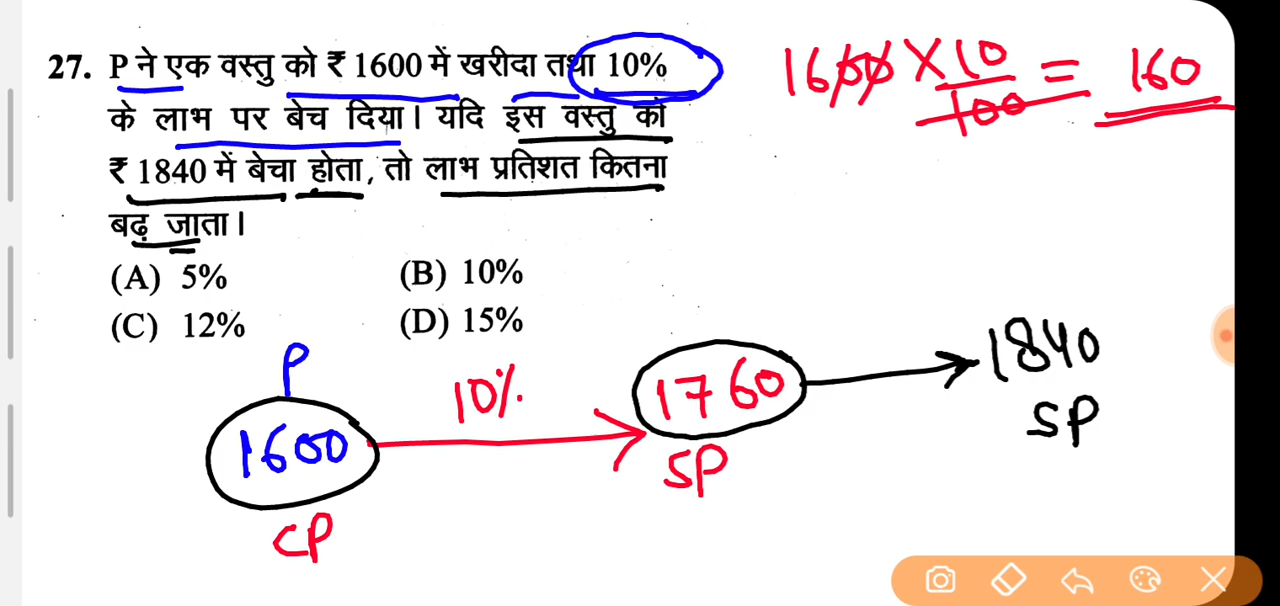 27. P ने एक वस्तु को ₹ 1600 में खरीदा तथा 10%
के लाभ पर बेच दिया। यदि इस वस्तु को
₹ 1840 में बेचा होता, तो लाभ प्रतिशत कितना
बढ़ जाता।
(A) 5% (B) 10%
(C) 12% (D) 15%
1600 × 10/100 = 160
P
1600
CP
10%
1760
SP
1840
SP